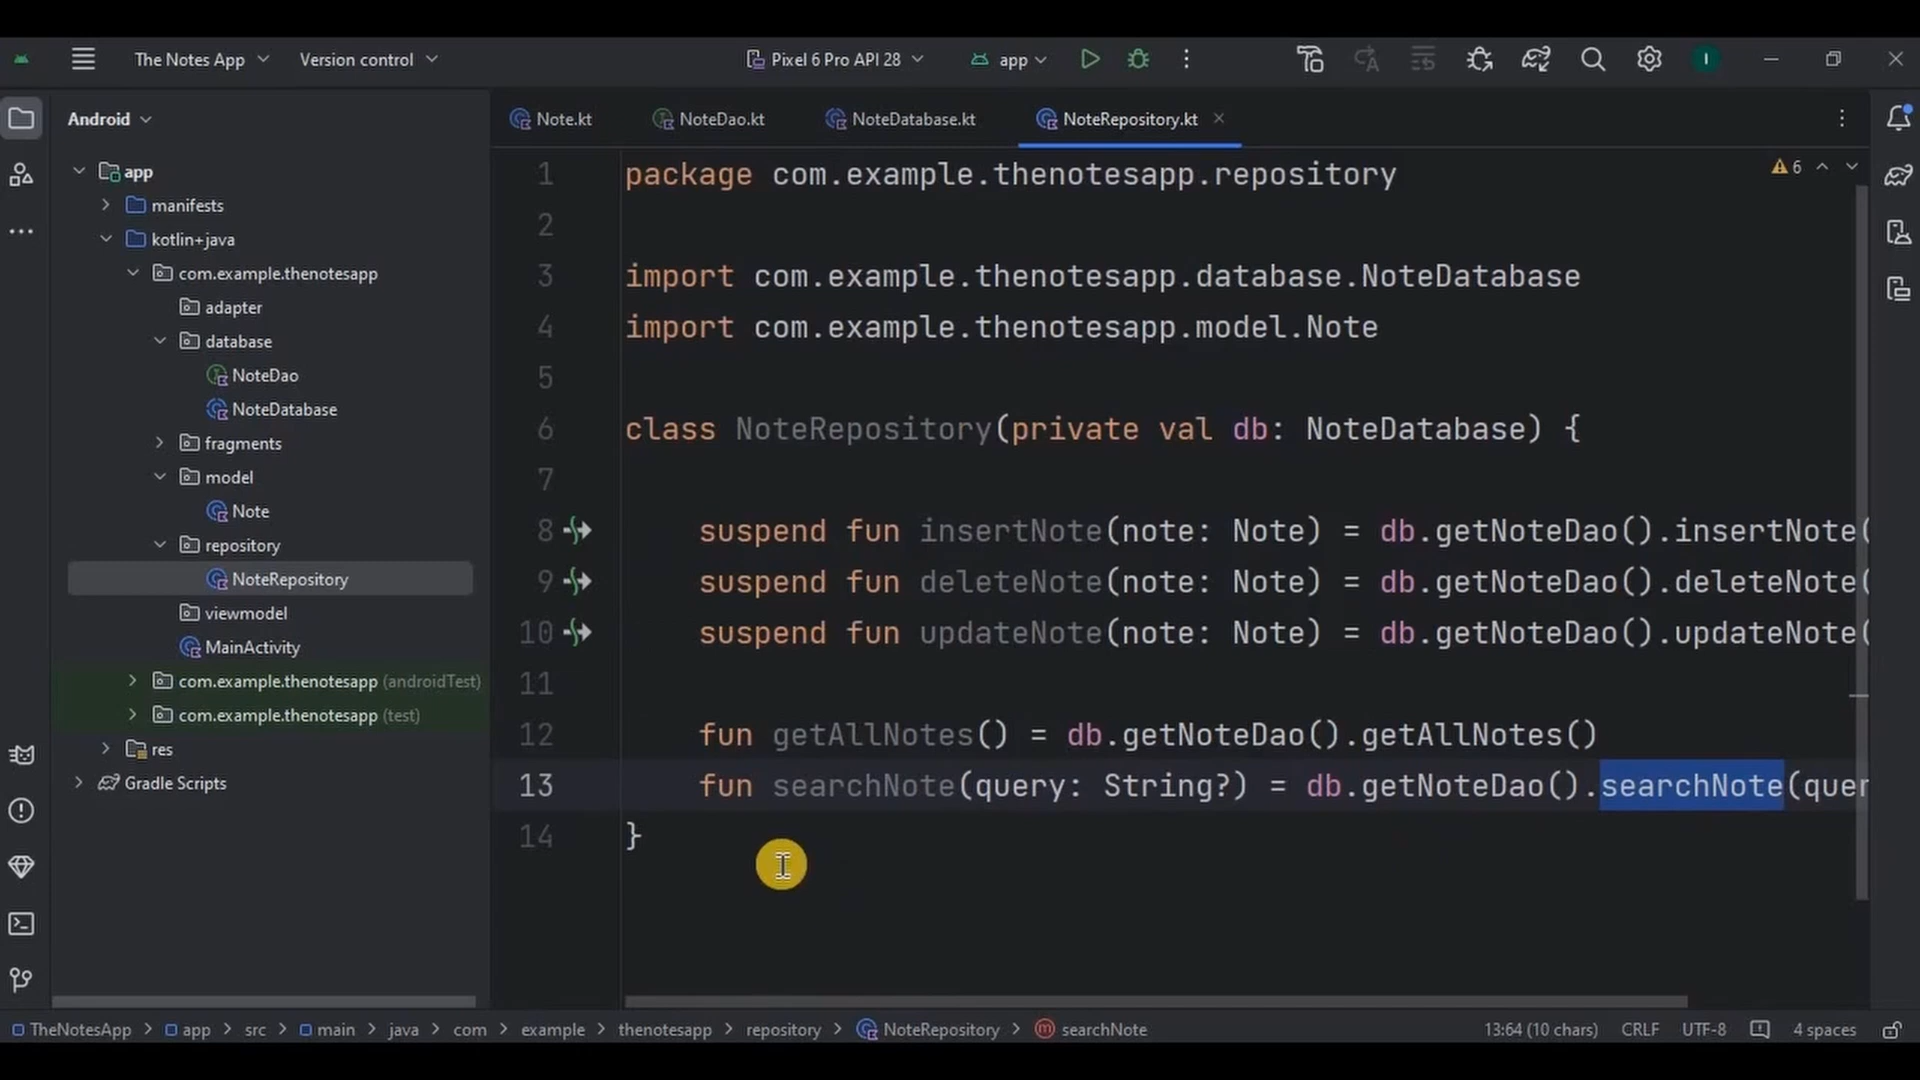 The Notes App
Version control
Pixel 6 Pro API 28
app
I
Android
app
manifests
kotlin+java
com.example.thenotesapp
adapter
database
NoteDao
NoteDatabase
fragments
model
Note
repository
NoteRepository
viewmodel
MainActivity
com.example.thenotesapp (androidTest)
com.example.thenotesapp (test)
res
Gradle Scripts
Note.kt
NoteDao.kt
NoteDatabase.kt
NoteRepository.kt
6
1 package com.example.thenotesapp.repository
2
3 import com.example.thenotesapp.database.NoteDatabase
4 import com.example.thenotesapp.model.Note
5
6 class NoteRepository(private val db: NoteDatabase) {
7
8 suspend fun insertNote(note: Note) = db.getNoteDao().insertNote(
9 suspend fun deleteNote(note: Note) = db.getNoteDao().deleteNote(
10 suspend fun updateNote(note: Note) = db.getNoteDao().updateNote(
11
12 fun getAllNotes() = db.getNoteDao().getAllNotes()
13 fun searchNote(query: String?) = db.getNoteDao().searchNote(quer
14 }
TheNotesApp > app > src > main > java > com > example > thenotesapp > repository > NoteRepository > searchNote
13:64 (10 chars) CRLF UTF-8 4 spaces